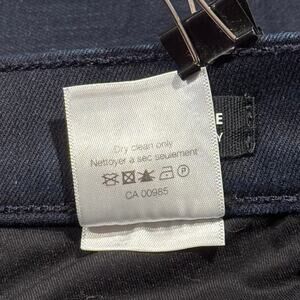 Dry clean only
Nettoyer a sec seulement
P
CA 00985
E
Y